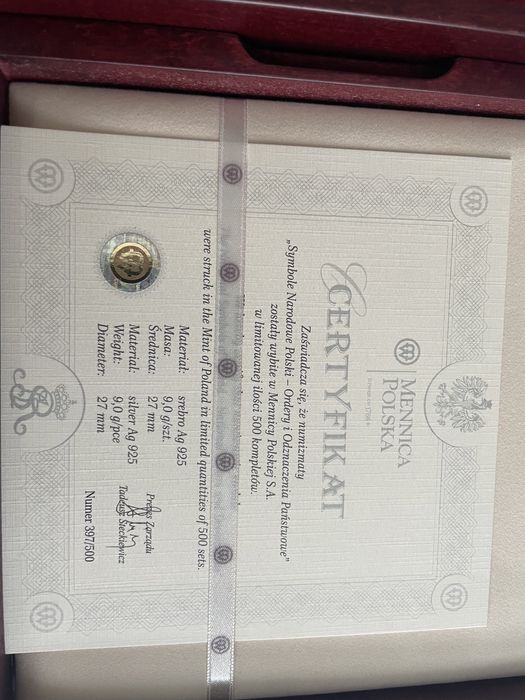 MENNICA
POLSKA
CERTYFIKAT
Zaświadcza się, że numizmaty
„Symbole Narodowe Polski – Ordery i Odznaczenia Państwowe”
zostały wybite w Mennicy Polskiej S.A.
w limitowanej ilości 500 kompletów.
were struck in the Mint of Poland in limited quantities of 500 sets.
Materiał: srebro Ag 925
Masa: 9,0 g/szt.
Średnica: 27 mm
Material: silver Ag 925
Weight: 9,0 g/pce
Diameter: 27 mm
Prezes Zarządu
Tadeusz Steckiewicz
Numer 397/500